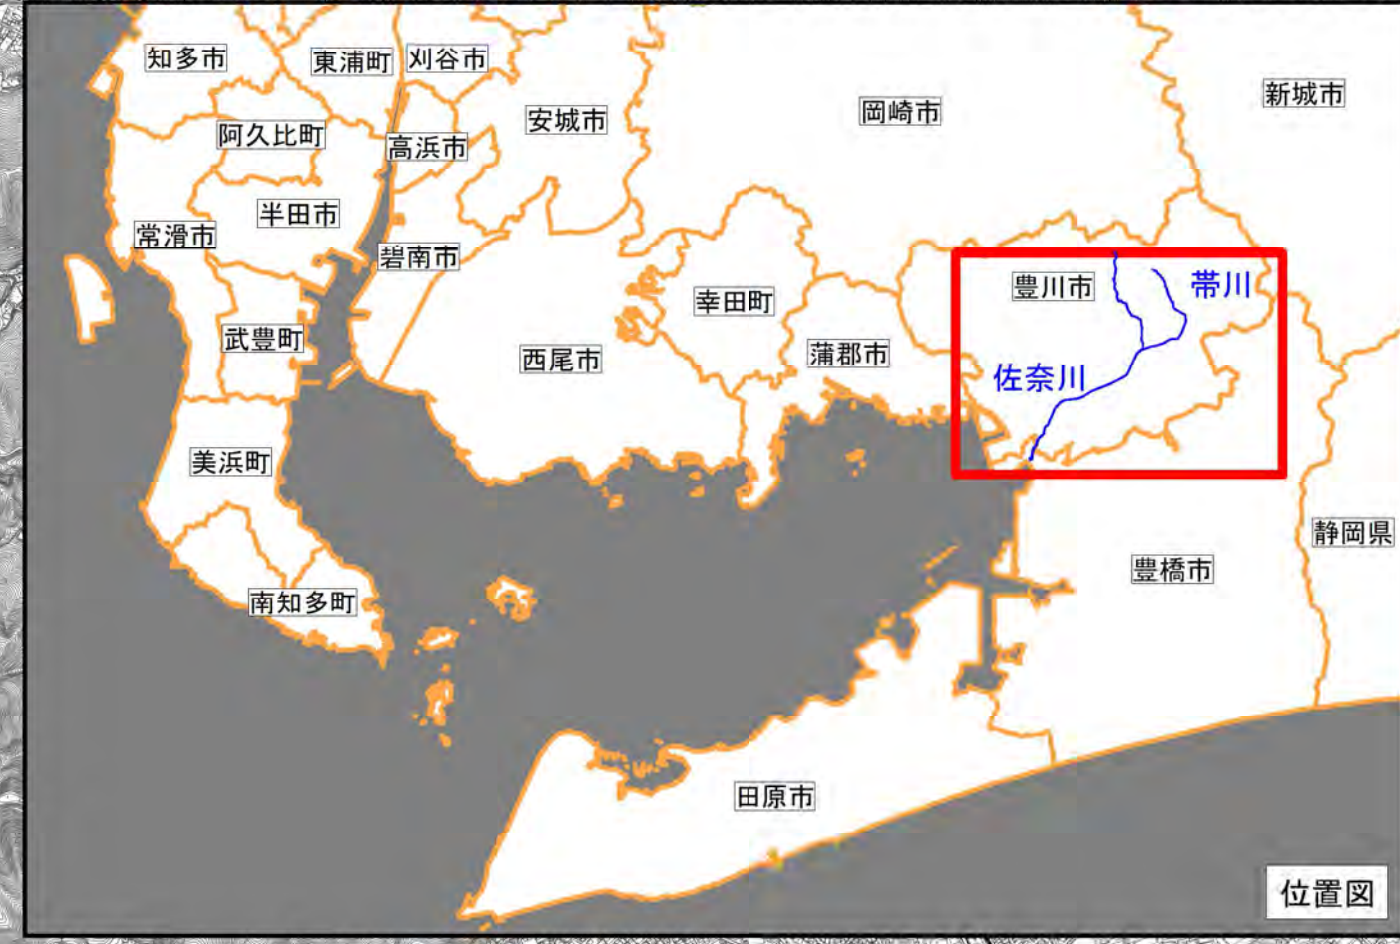 知多市
東浦町
刈谷市
新城市
岡崎市
安城市
阿久比町
高浜市
半田市
常滑市
碧南市
豊川市
帯川
幸田町
武豊町
蒲郡市
西尾市
佐奈川
美浜町
静岡県
豊橋市
南知多町
田原市
位置図